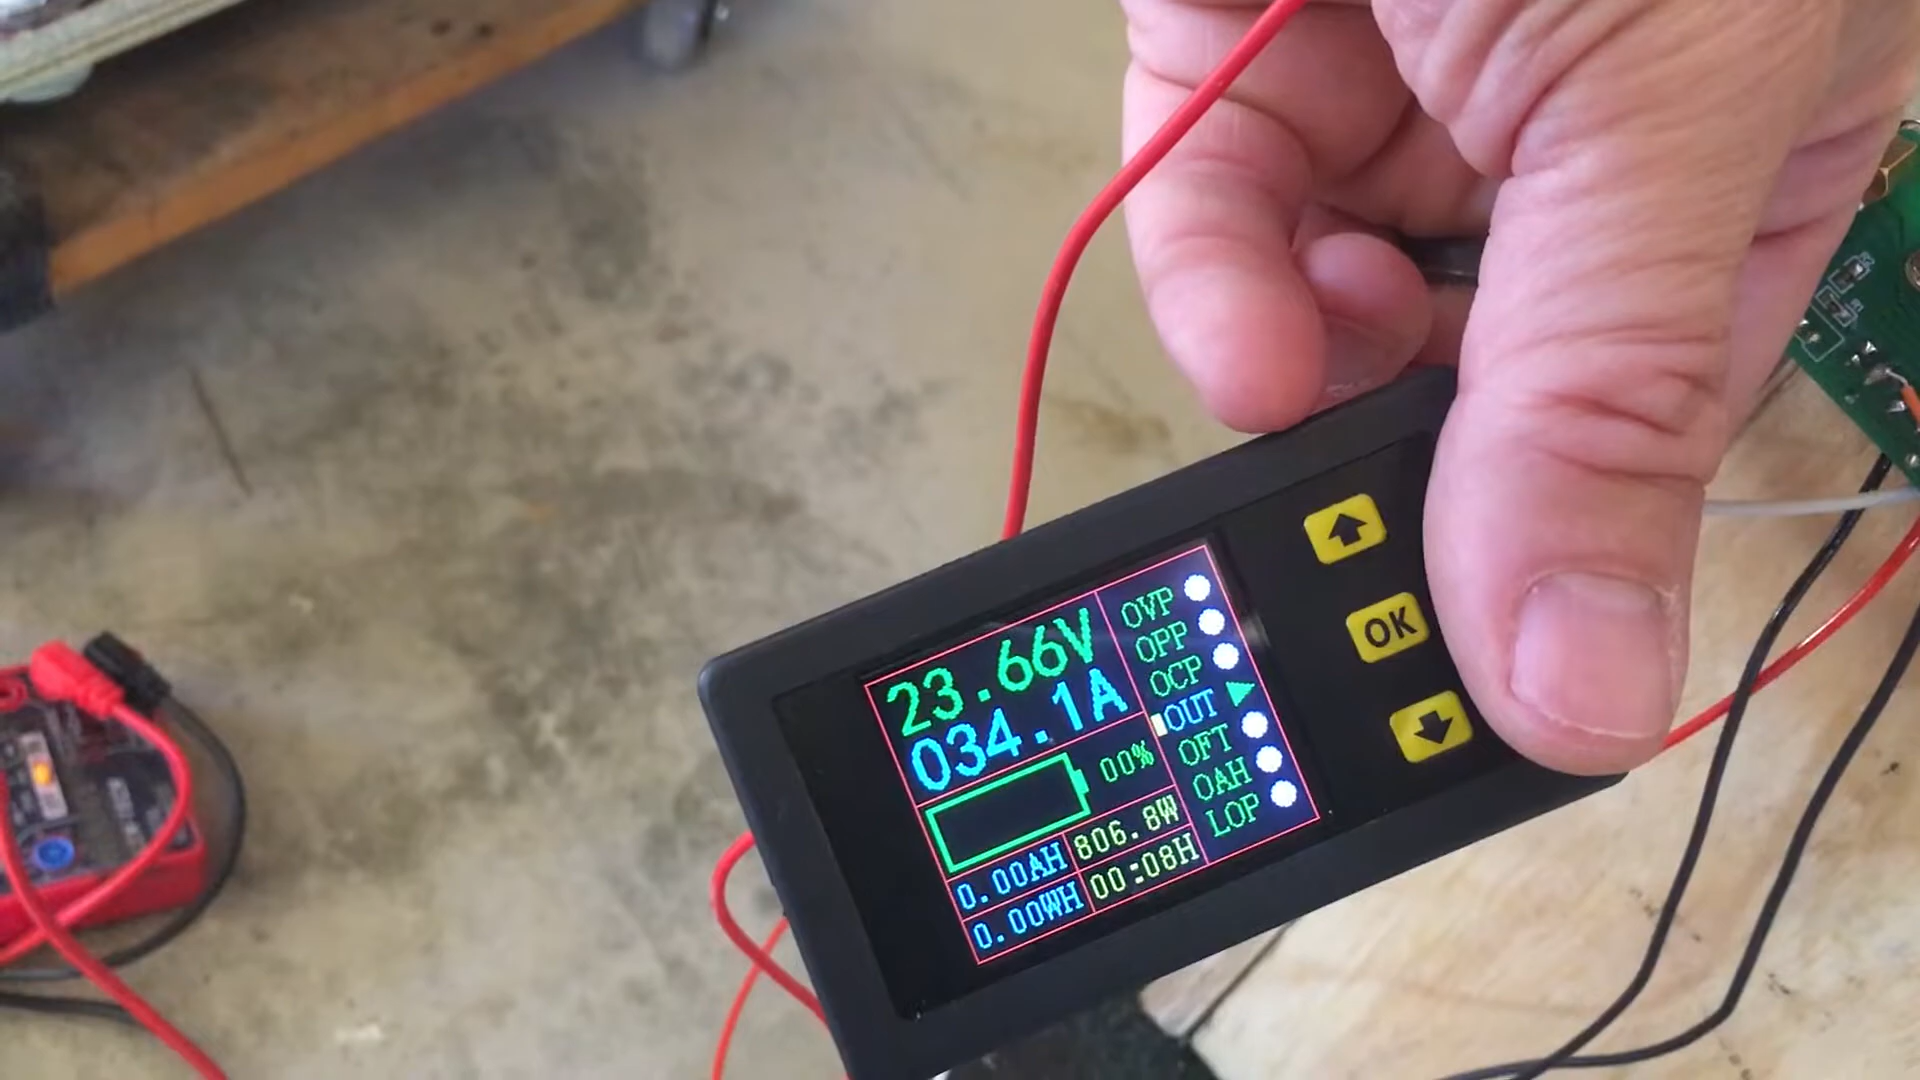 23.66V
034.1A
00%
0.00AH
806.8W
0.00WH
00:08H
OVP
OPP
OCP
OUT
OFT
OAH
LOP
OK